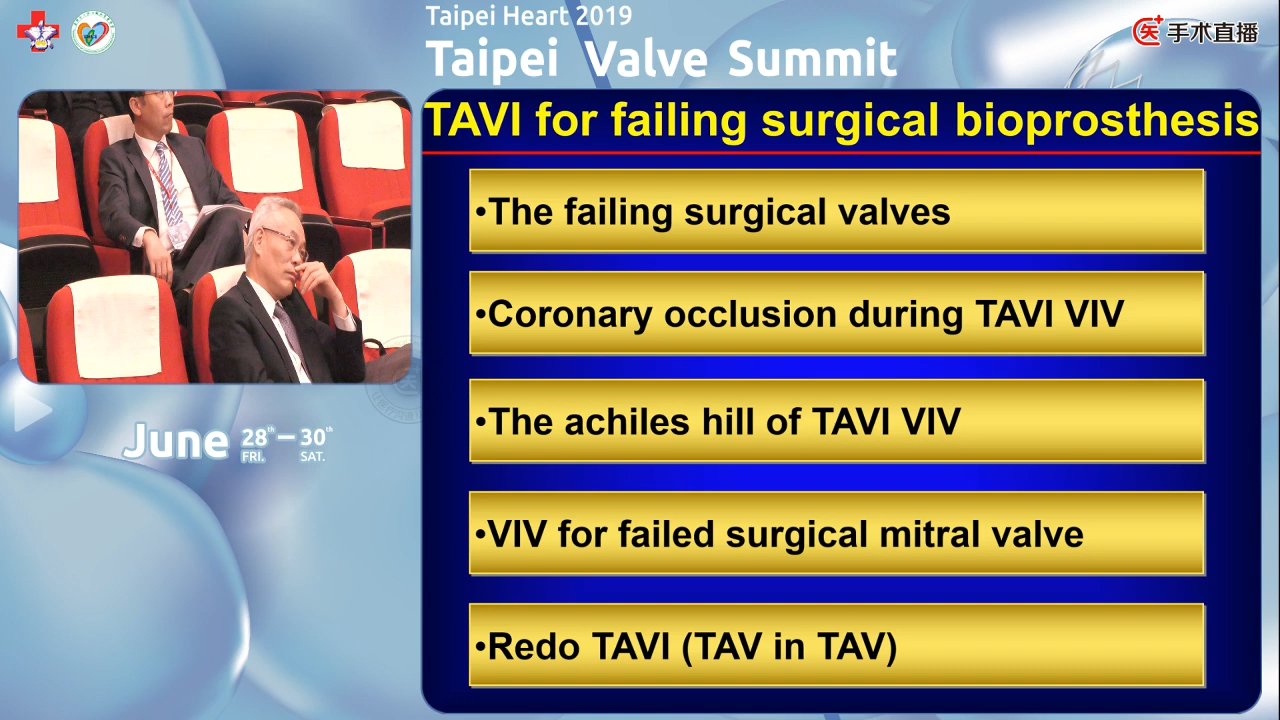 Taipei Heart 2019
Taipei Valve Summit
手术直播
TAVI for failing surgical bioprosthesis
•The failing surgical valves
•Coronary occlusion during TAVI VIV
•The achiles hill of TAVI VIV
•VIV for failed surgical mitral valve
•Redo TAVI (TAV in TAV)
June 28th – 30th
FRI. SAT.